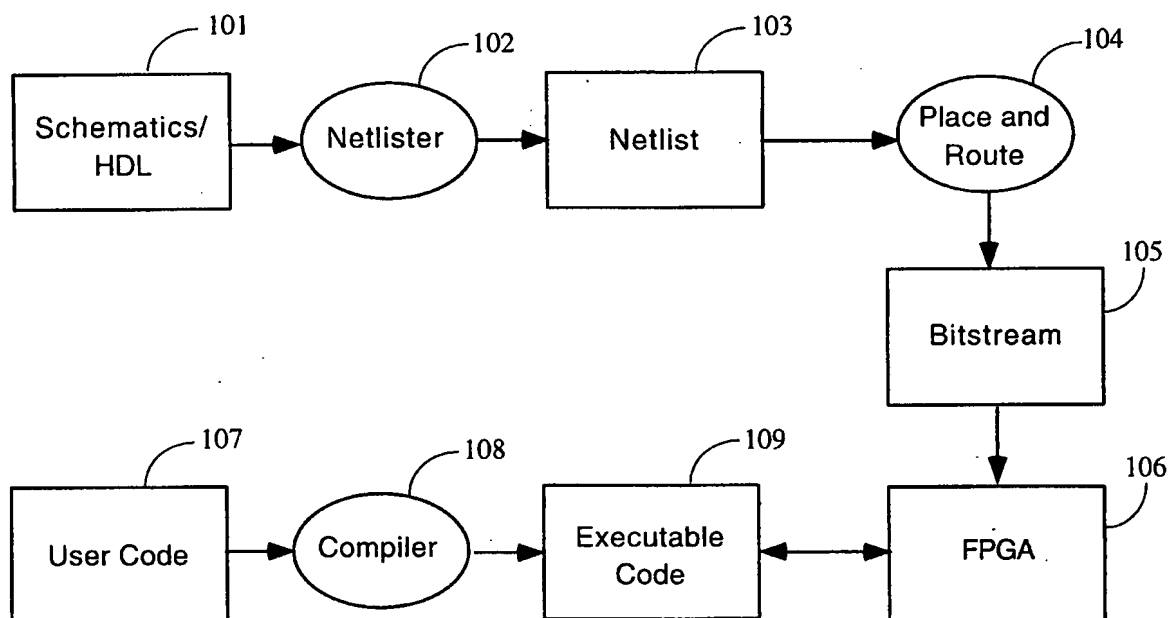 101
102
103
104
Schematics/
HDL
Netlister
Netlist
Place and
Route
105
Bitstream
107
108
109
106
User Code
Compiler
Executable
Code
FPGA